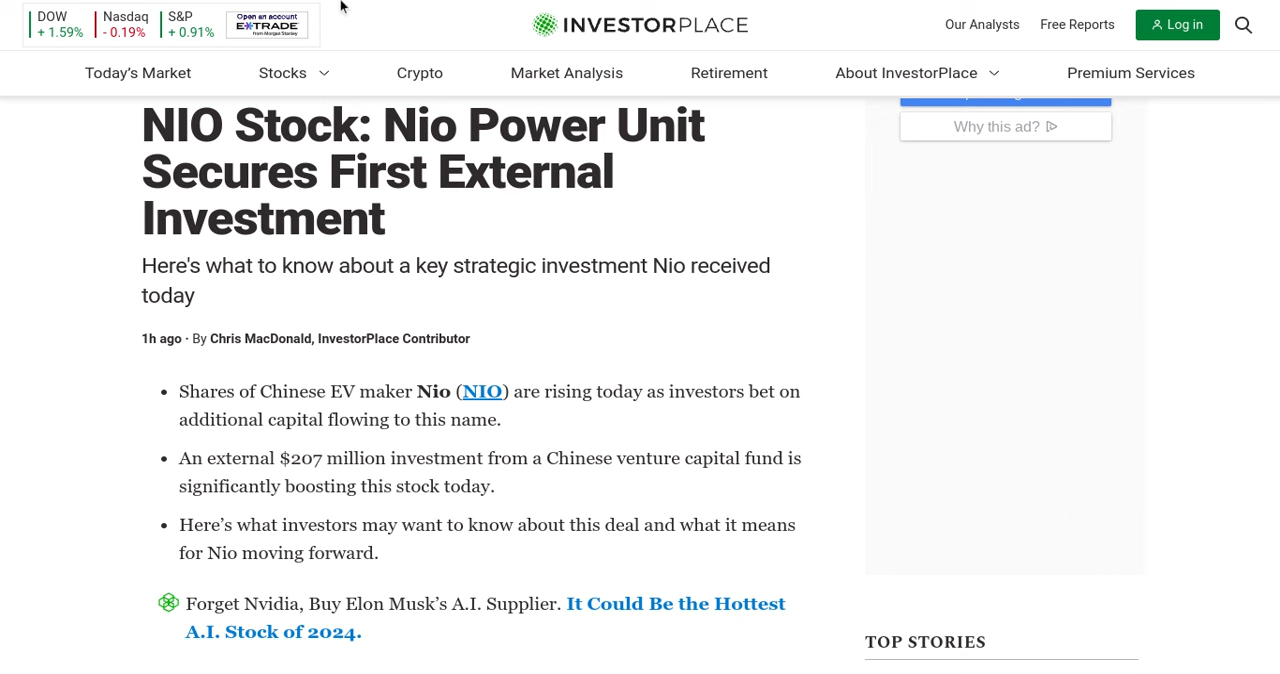 DOW
+ 1.59%
Nasdaq
- 0.19%
S&P
+ 0.91%
Open an account
E*TRADE
from Morgan Stanley
INVESTORPLACE
Our Analysts
Free Reports
Log in
Today's Market
Stocks
Crypto
Market Analysis
Retirement
About InvestorPlace
Premium Services
NIO Stock: Nio Power Unit
Secures First External
Investment
Here's what to know about a key strategic investment Nio received
today
1h ago · By Chris MacDonald, InvestorPlace Contributor
• Shares of Chinese EV maker Nio (NIO) are rising today as investors bet on
additional capital flowing to this name.
• An external $207 million investment from a Chinese venture capital fund is
significantly boosting this stock today.
• Here's what investors may want to know about this deal and what it means
for Nio moving forward.
Forget Nvidia, Buy Elon Musk's A.I. Supplier. It Could Be the Hottest
A.I. Stock of 2024.
Why this ad?
TOP STORIES